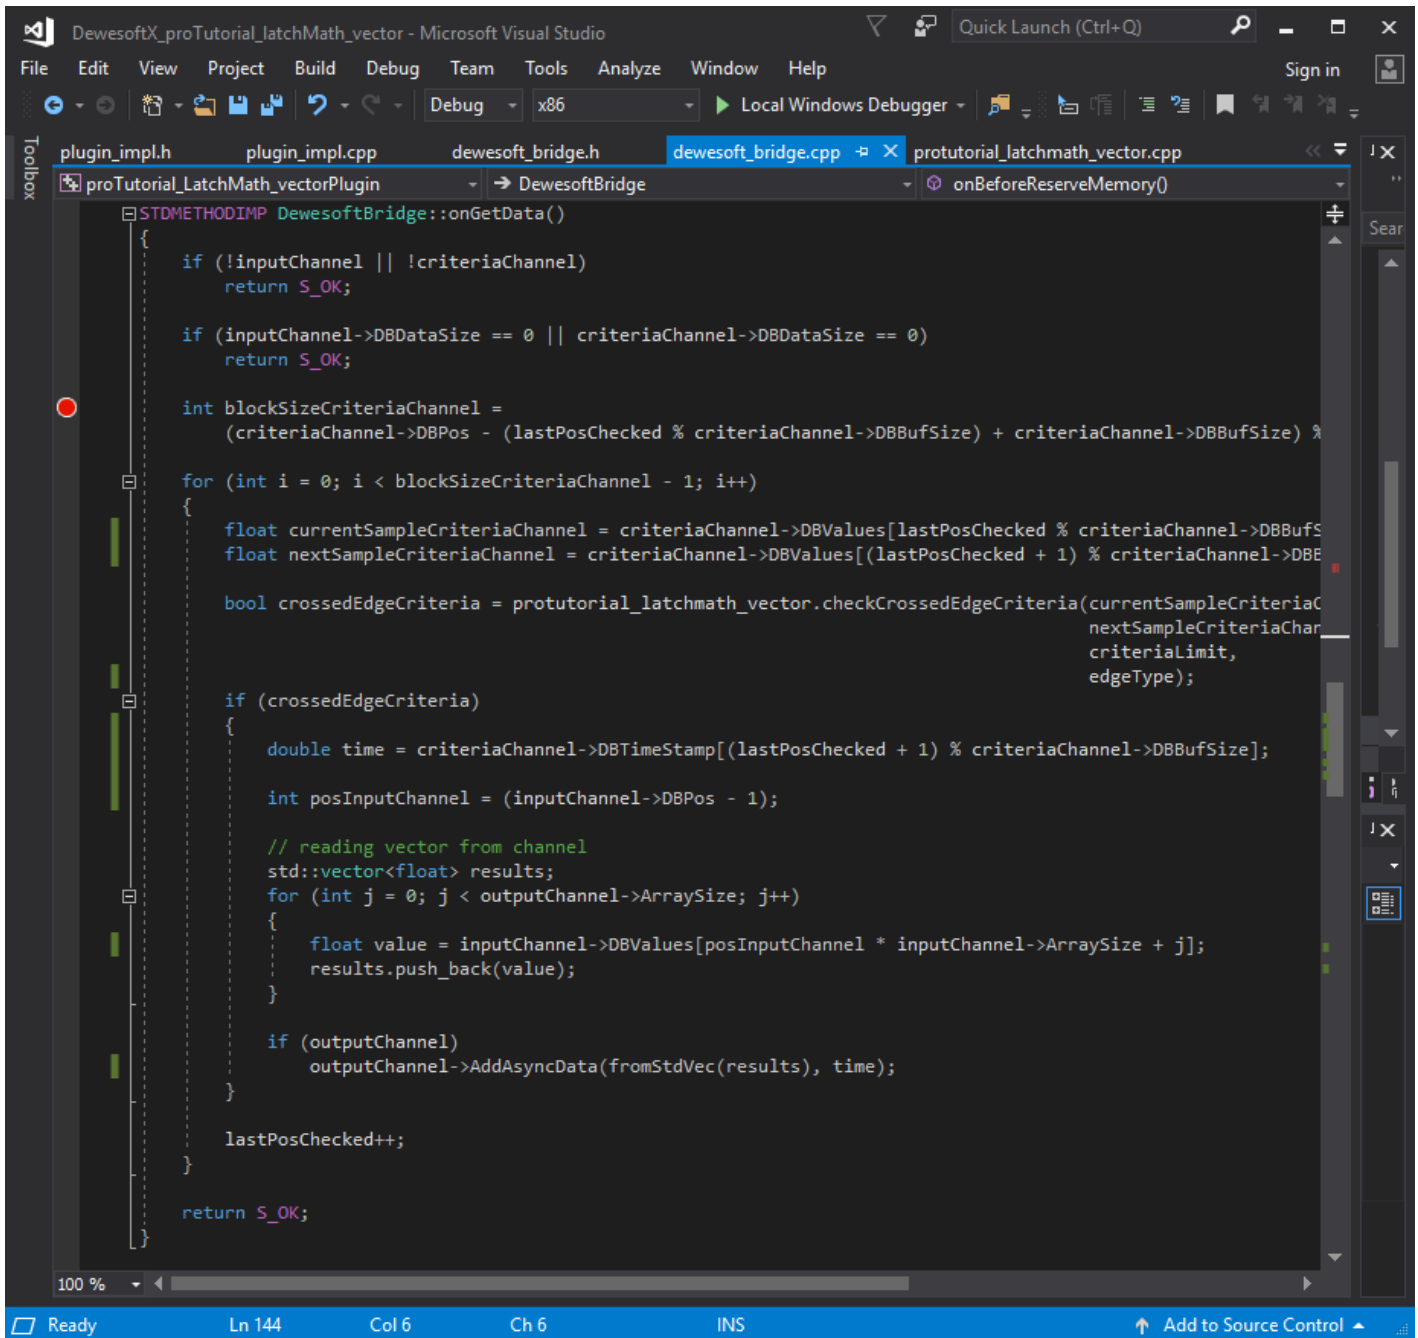 DewesoftX_proTutorial_latchMath_vector - Microsoft Visual Studio
Quick Launch (Ctrl+Q)
File Edit View Project Build Debug Team Tools Analyze Window Help
Sign in
Debug x86 Local Windows Debugger
Toolbox
plugin_impl.h plugin_impl.cpp dewesoft_bridge.h dewesoft_bridge.cpp protutorial_latchmath_vector.cpp
proTutorial_LatchMath_vectorPlugin DewesoftBridge onBeforeReserveMemory()
Sear
STDMETHODIMP DewesoftBridge::onGetData()
{
    if (!inputChannel || !criteriaChannel)
        return S_OK;
    if (inputChannel->DBDataSize == 0 || criteriaChannel->DBDataSize == 0)
        return S_OK;
    int blockSizeCriteriaChannel =
        (criteriaChannel->DBPos - (lastPosChecked % criteriaChannel->DBBufSize) + criteriaChannel->DBBufSize) %
    for (int i = 0; i < blockSizeCriteriaChannel - 1; i++)
    {
        float currentSampleCriteriaChannel = criteriaChannel->DBValues[lastPosChecked % criteriaChannel->DBBufS
        float nextSampleCriteriaChannel = criteriaChannel->DBValues[(lastPosChecked + 1) % criteriaChannel->DBB
        bool crossedEdgeCriteria = protutorial_latchmath_vector.checkCrossedEdgeCriteria(currentSampleCriteriaC
                                                                                         nextSampleCriteriaChan
                                                                                         criteriaLimit,
                                                                                         edgeType);
        if (crossedEdgeCriteria)
        {
            double time = criteriaChannel->DBTimeStamp[(lastPosChecked + 1) % criteriaChannel->DBBufSize];
            int posInputChannel = (inputChannel->DBPos - 1);
            // reading vector from channel
            std::vector<float> results;
            for (int j = 0; j < outputChannel->ArraySize; j++)
            {
                float value = inputChannel->DBValues[posInputChannel * inputChannel->ArraySize + j];
                results.push_back(value);
            }
            if (outputChannel)
                outputChannel->AddAsyncData(fromStdVec(results), time);
        }
        lastPosChecked++;
    }
    return S_OK;
}
100 %
Ready Ln 144 Col 6 Ch 6 INS Add to Source Control